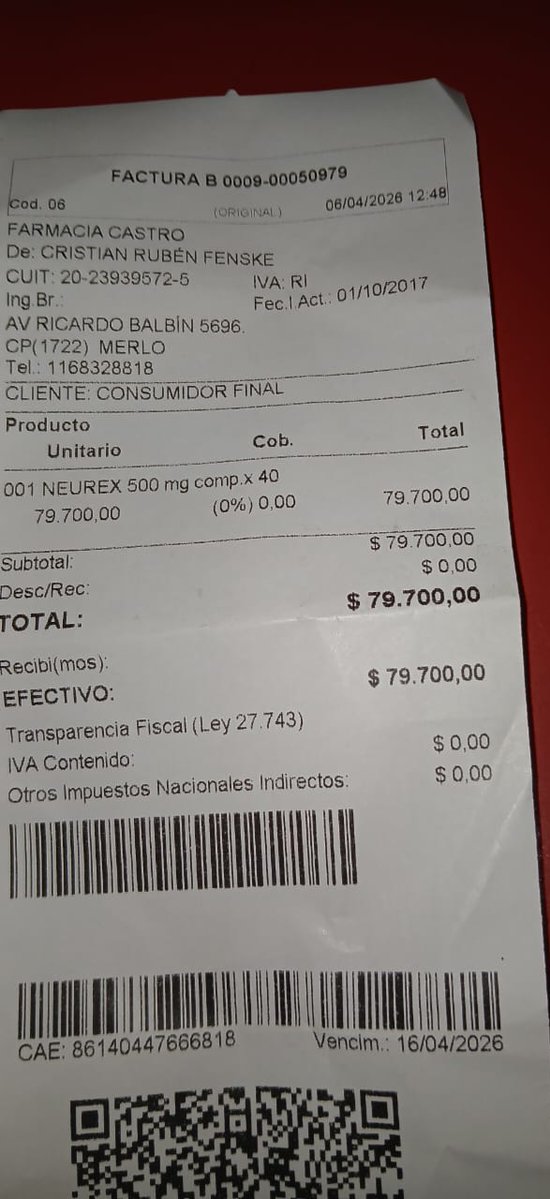 FACTURA B 0009-00050979
Cod. 06 (ORIGINAL) 06/04/2026 12:48
FARMACIA CASTRO
De: CRISTIAN RUBÉN FENSKE
CUIT: 20-23939572-5 IVA: RI
Ing.Br.: Fec.I.Act.: 01/10/2017
AV RICARDO BALBÍN 5696.
CP(1722) MERLO
Tel.: 1168328818
CLIENTE: CONSUMIDOR FINAL
Producto
Unitario Cob. Total
001 NEUREX 500 mg comp.x 40
79.700,00 (0%) 0,00 79.700,00
Subtotal: $ 79.700,00
Desc/Rec: $ 0,00
TOTAL: $ 79.700,00
Recibi(mos):
EFECTIVO: $ 79.700,00
Transparencia Fiscal (Ley 27.743)
IVA Contenido: $ 0,00
Otros Impuestos Nacionales Indirectos: $ 0,00
CAE: 86140447666818 Vencim.: 16/04/2026